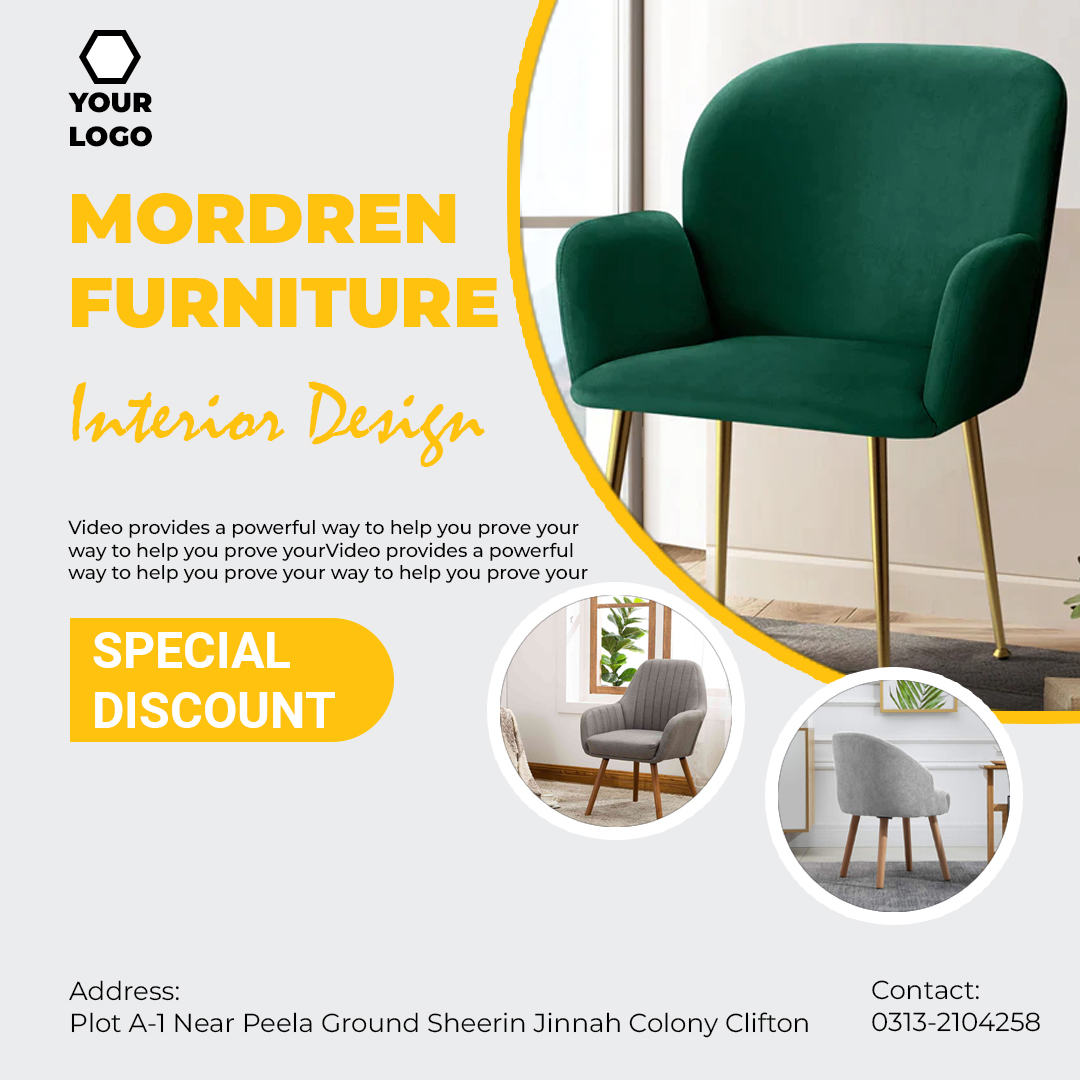 YOUR
LOGO
MORDREN
FURNITURE
Interior Design
Video provides a powerful way to help you prove your
way to help you prove yourVideo provides a powerful
way to help you prove your way to help you prove your
SPECIAL
DISCOUNT
Address:
Plot A-1 Near Peela Ground Sheerin Jinnah Colony Clifton
Contact:
0313-2104258